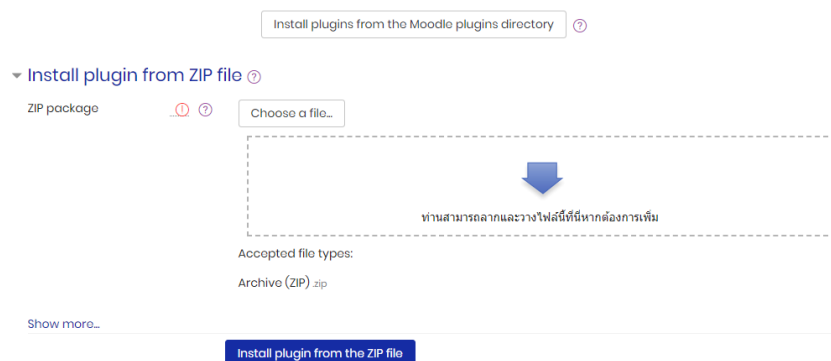 Install plugins from the Moodle plugins directory
Install plugin from ZIP file
ZIP package
Choose a file...
ท่านสามารถลากและวางไฟล์นี้ที่นี่หากต้องการเพิ่ม
Accepted file types:
Archive (ZIP) .zip
Show more...
Install plugin from the ZIP file